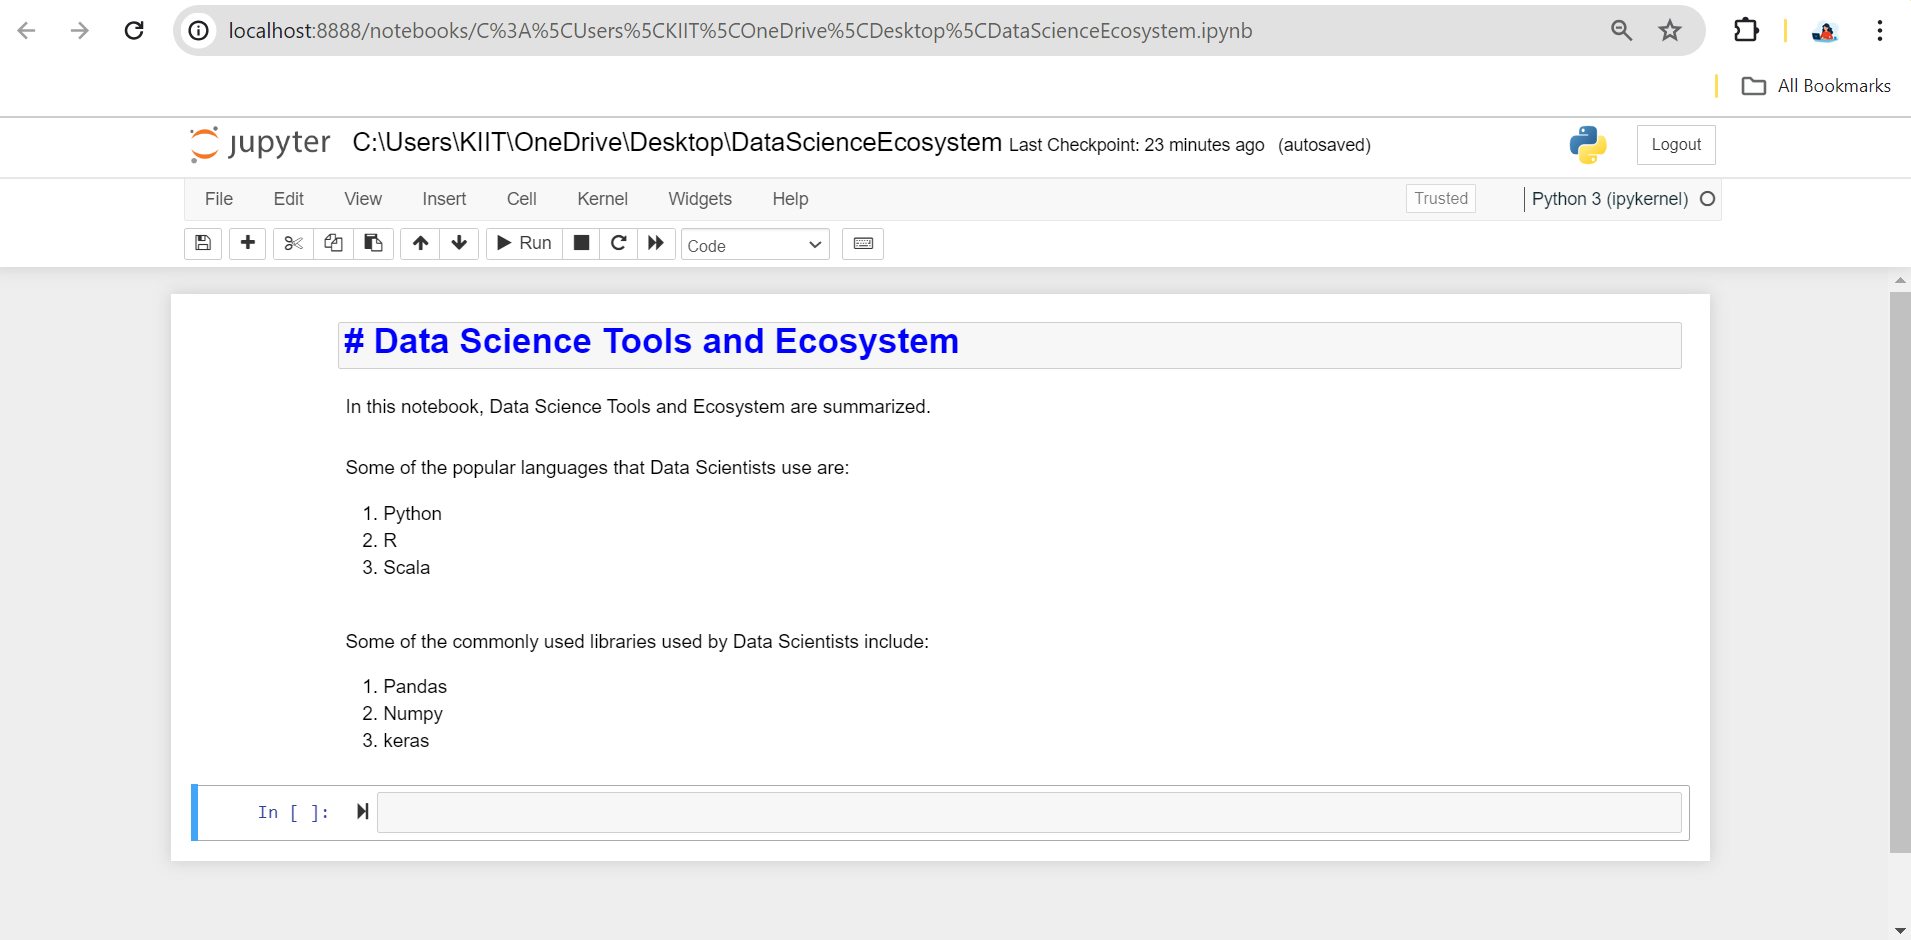 localhost:8888/notebooks/C%3A%5CUsers%5CKIIT%5COneDrive%5CDesktop%5CDataScienceEcosystem.ipynb
All Bookmarks
jupyter C:\Users\KIIT\OneDrive\Desktop\DataScienceEcosystem Last Checkpoint: 23 minutes ago (autosaved) Logout
File Edit View Insert Cell Kernel Widgets Help Trusted Python 3 (ipykernel)
Run Code
# Data Science Tools and Ecosystem
In this notebook, Data Science Tools and Ecosystem are summarized.
Some of the popular languages that Data Scientists use are:
1. Python
2. R
3. Scala
Some of the commonly used libraries used by Data Scientists include:
1. Pandas
2. Numpy
3. keras
In [ ]: